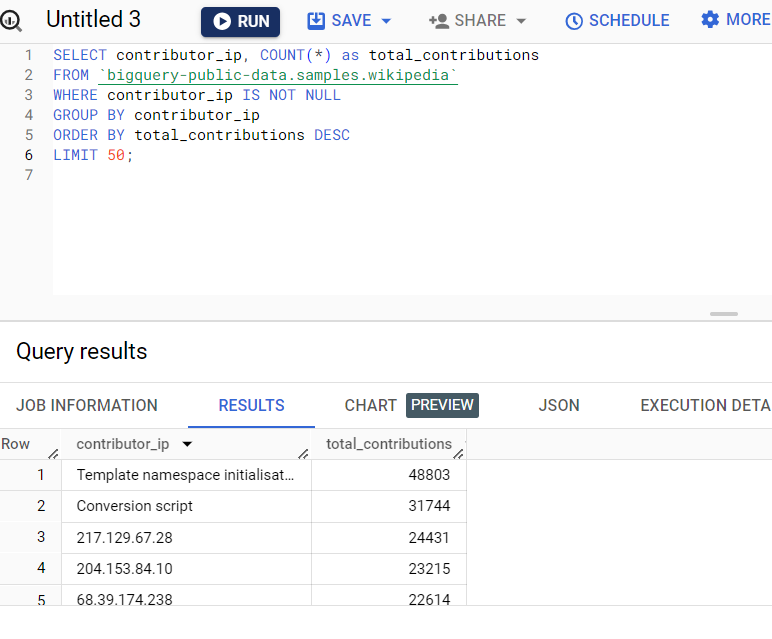 Untitled 3 RUN SAVE SHARE SCHEDULE MORE
1 SELECT contributor_ip, COUNT(*) as total_contributions
2 FROM `bigquery-public-data.samples.wikipedia`
3 WHERE contributor_ip IS NOT NULL
4 GROUP BY contributor_ip
5 ORDER BY total_contributions DESC
6 LIMIT 50;
7
Query results
JOB INFORMATION RESULTS CHART PREVIEW JSON EXECUTION DETA
Row contributor_ip total_contributions
1 Template namespace initialisat... 48803
2 Conversion script 31744
3 217.129.67.28 24431
4 204.153.84.10 23215
5 68.39.174.238 22614